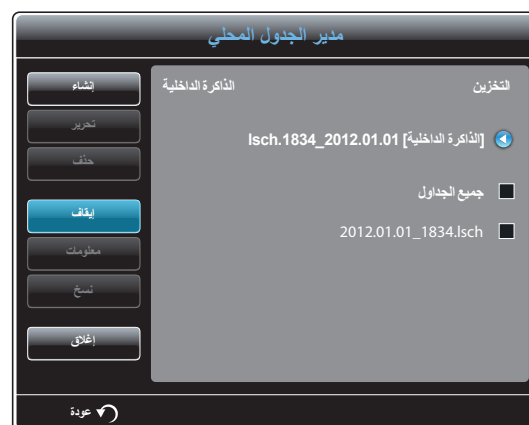 مدير الجدول المحلي
التخزين
الذاكرة الداخلية
[الذاكرة الداخلية] lsch.1834_2012.01.01
جميع الجداول
2012.01.01_1834.lsch
إنشاء
تحرير
حذف
إيقاف
معلومات
نسخ
إغلاق
عودة